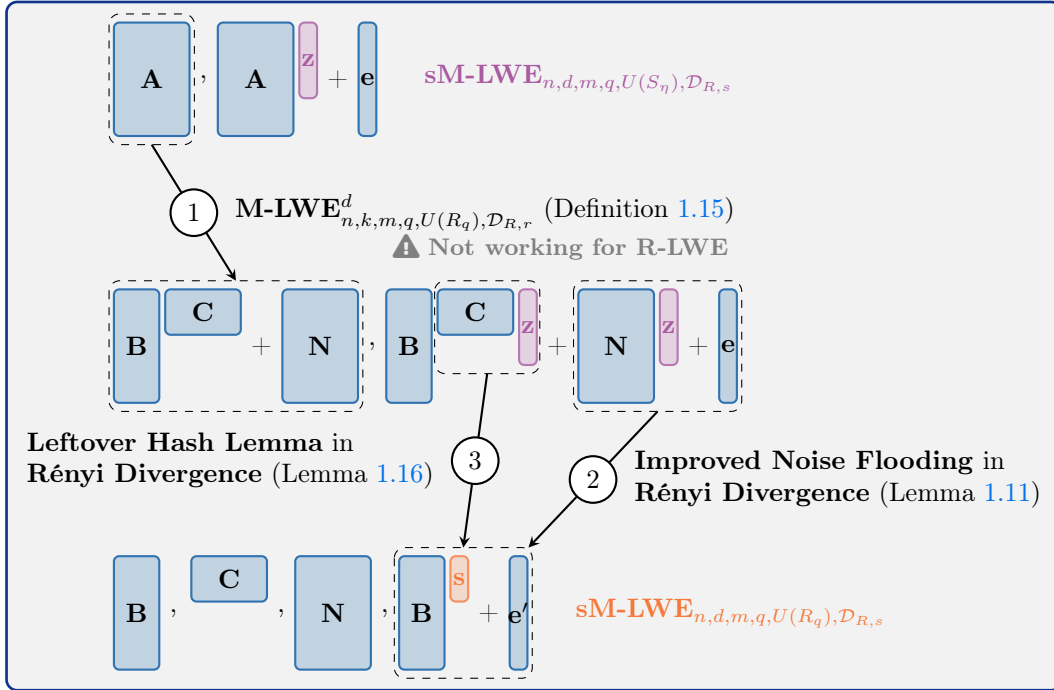 A , A z + e sM-LWE_{n,d,m,q,U(S_η),𝒟_{R,s}}
1 M-LWE^d_{n,k,m,q,U(R_q),𝒟_{R,r}} (Definition 1.15)
Not working for R-LWE
B C + N , B C z + N z + e
Leftover Hash Lemma in
Rényi Divergence (Lemma 1.16)
3
2
Improved Noise Flooding in
Rényi Divergence (Lemma 1.11)
B , C , N , B s + e′ sM-LWE_{n,d,m,q,U(R_q),𝒟_{R,s}}